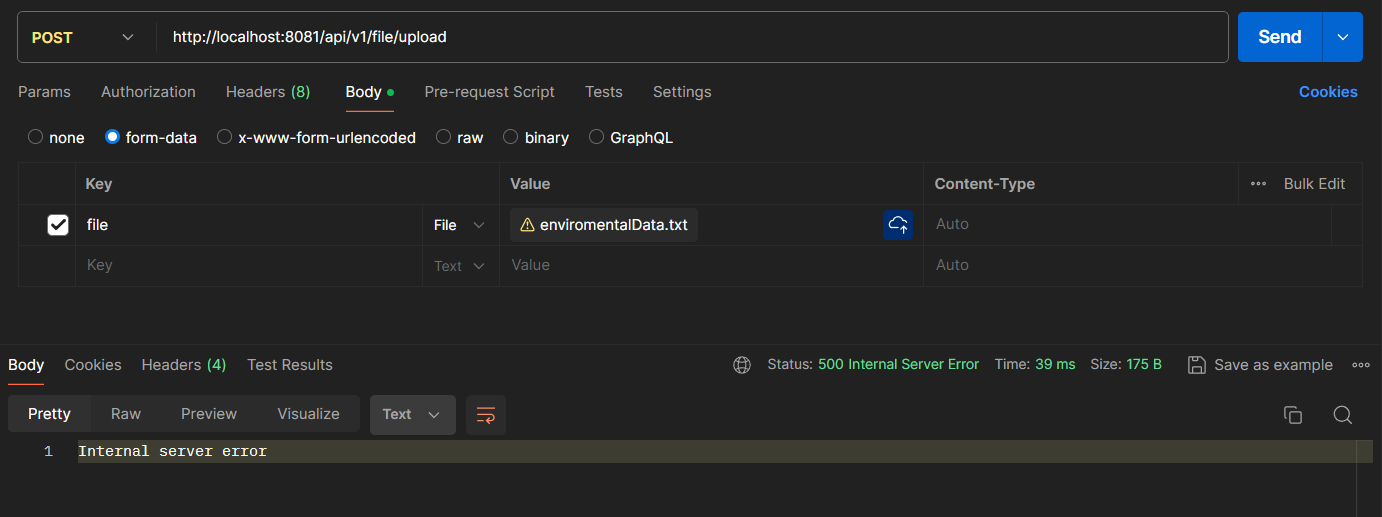 POST http://localhost:8081/api/v1/file/upload Send
Params Authorization Headers (8) Body Pre-request Script Tests Settings Cookies
none form-data x-www-form-urlencoded raw binary GraphQL
Key Value Content-Type Bulk Edit
file File enviromentalData.txt Auto
Key Text Value Auto
Body Cookies Headers (4) Test Results Status: 500 Internal Server Error Time: 39 ms Size: 175 B Save as example
Pretty Raw Preview Visualize Text
1 Internal server error